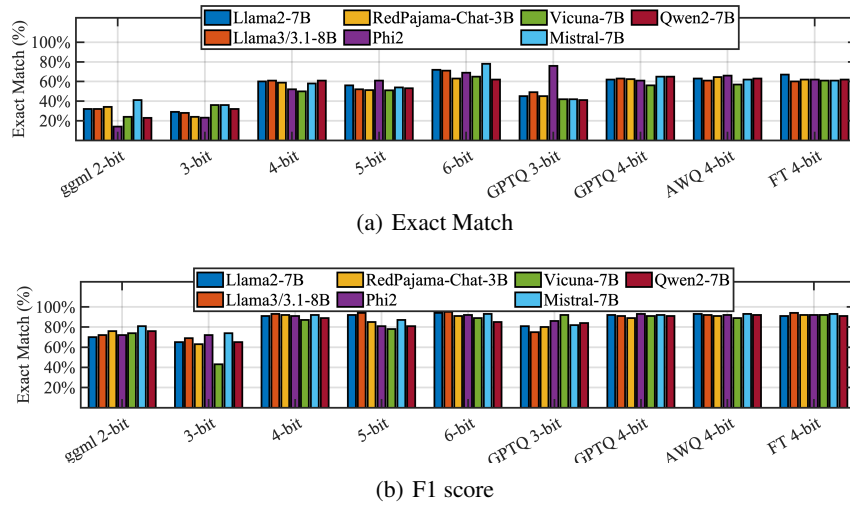 Llama2-7B RedPajama-Chat-3B Vicuna-7B Qwen2-7B
Llama3/3.1-8B Phi2 Mistral-7B
Exact Match (%)
100%
80%
60%
40%
20%
ggml 2-bit 3-bit 4-bit 5-bit 6-bit GPTQ 3-bit GPTQ 4-bit AWQ 4-bit FT 4-bit
(a) Exact Match
Llama2-7B RedPajama-Chat-3B Vicuna-7B Qwen2-7B
Llama3/3.1-8B Phi2 Mistral-7B
Exact Match (%)
100%
80%
60%
40%
20%
ggml 2-bit 3-bit 4-bit 5-bit 6-bit GPTQ 3-bit GPTQ 4-bit AWQ 4-bit FT 4-bit
(b) F1 score